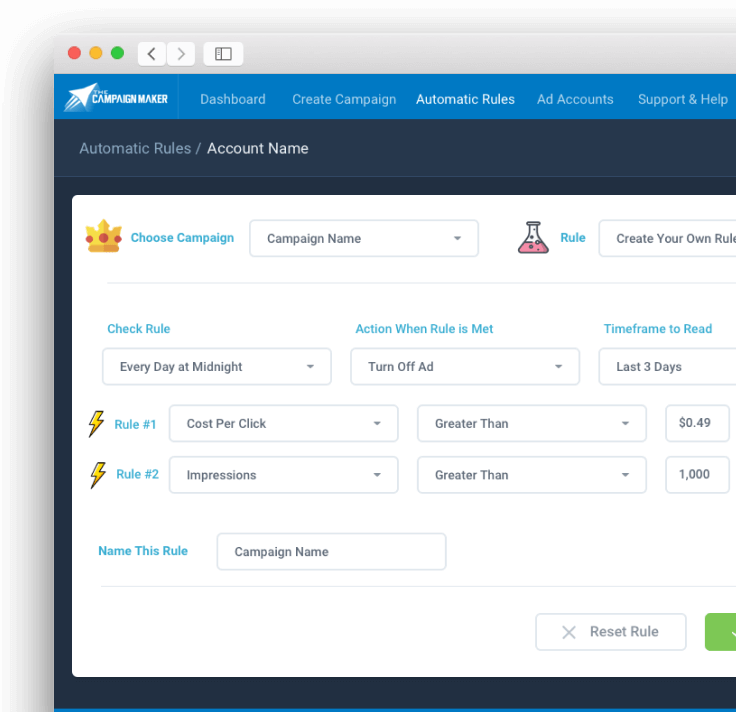 THE
CAMPAIGN MAKER
Dashboard Create Campaign Automatic Rules Ad Accounts Support & Help
Automatic Rules / Account Name
Choose Campaign Campaign Name Rule Create Your Own Rule
Check Rule Action When Rule is Met Timeframe to Read
Every Day at Midnight Turn Off Ad Last 3 Days
Rule #1 Cost Per Click Greater Than $0.49
Rule #2 Impressions Greater Than 1,000
Name This Rule Campaign Name
Reset Rule